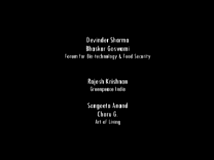 Devinder Sharma
Bhaskar Goswami
Forum for Bio-technology & Food Security
Rajesh Krishnan
Greenpeace India
Sangeeta Anand
Charu G
Art of Living